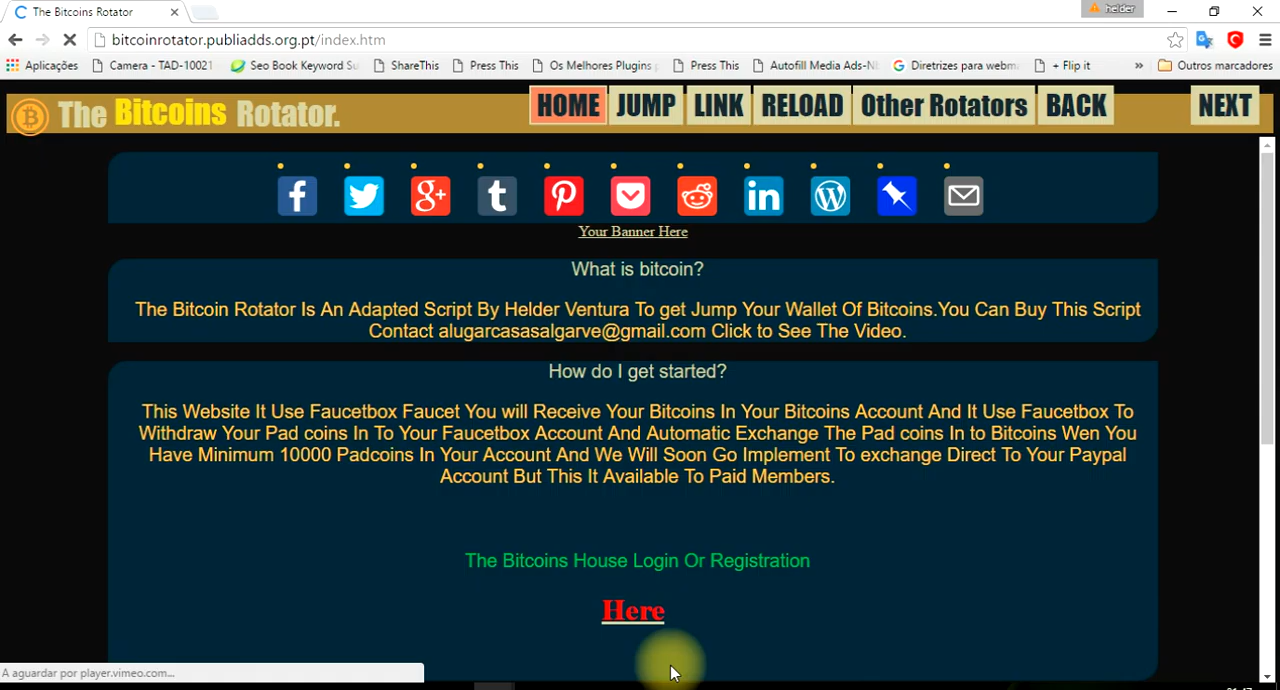 The Bitcoins Rotator
helder
bitcoinrotator.publiadds.org.pt/index.htm
Aplicações Camera - TAD-10021 Seo Book Keyword Su ShareThis Press This Os Melhores Plugins Press This Autofill Media Ads-N Diretrizes para webma + Flip it » Outros marcadores
The Bitcoins Rotator. HOME JUMP LINK RELOAD Other Rotators BACK NEXT
Your Banner Here
What is bitcoin?
The Bitcoin Rotator Is An Adapted Script By Helder Ventura To get Jump Your Wallet Of Bitcoins.You Can Buy This Script
Contact alugarcasasalgarve@gmail.com Click to See The Video.
How do I get started?
This Website It Use Faucetbox Faucet You will Receive Your Bitcoins In Your Bitcoins Account And It Use Faucetbox To
Withdraw Your Pad coins In To Your Faucetbox Account And Automatic Exchange The Pad coins In to Bitcoins Wen You
Have Minimum 10000 Padcoins In Your Account And We Will Soon Go Implement To exchange Direct To Your Paypal
Account But This It Available To Paid Members.
The Bitcoins House Login Or Registration
Here
A aguardar por player.vimeo.com...